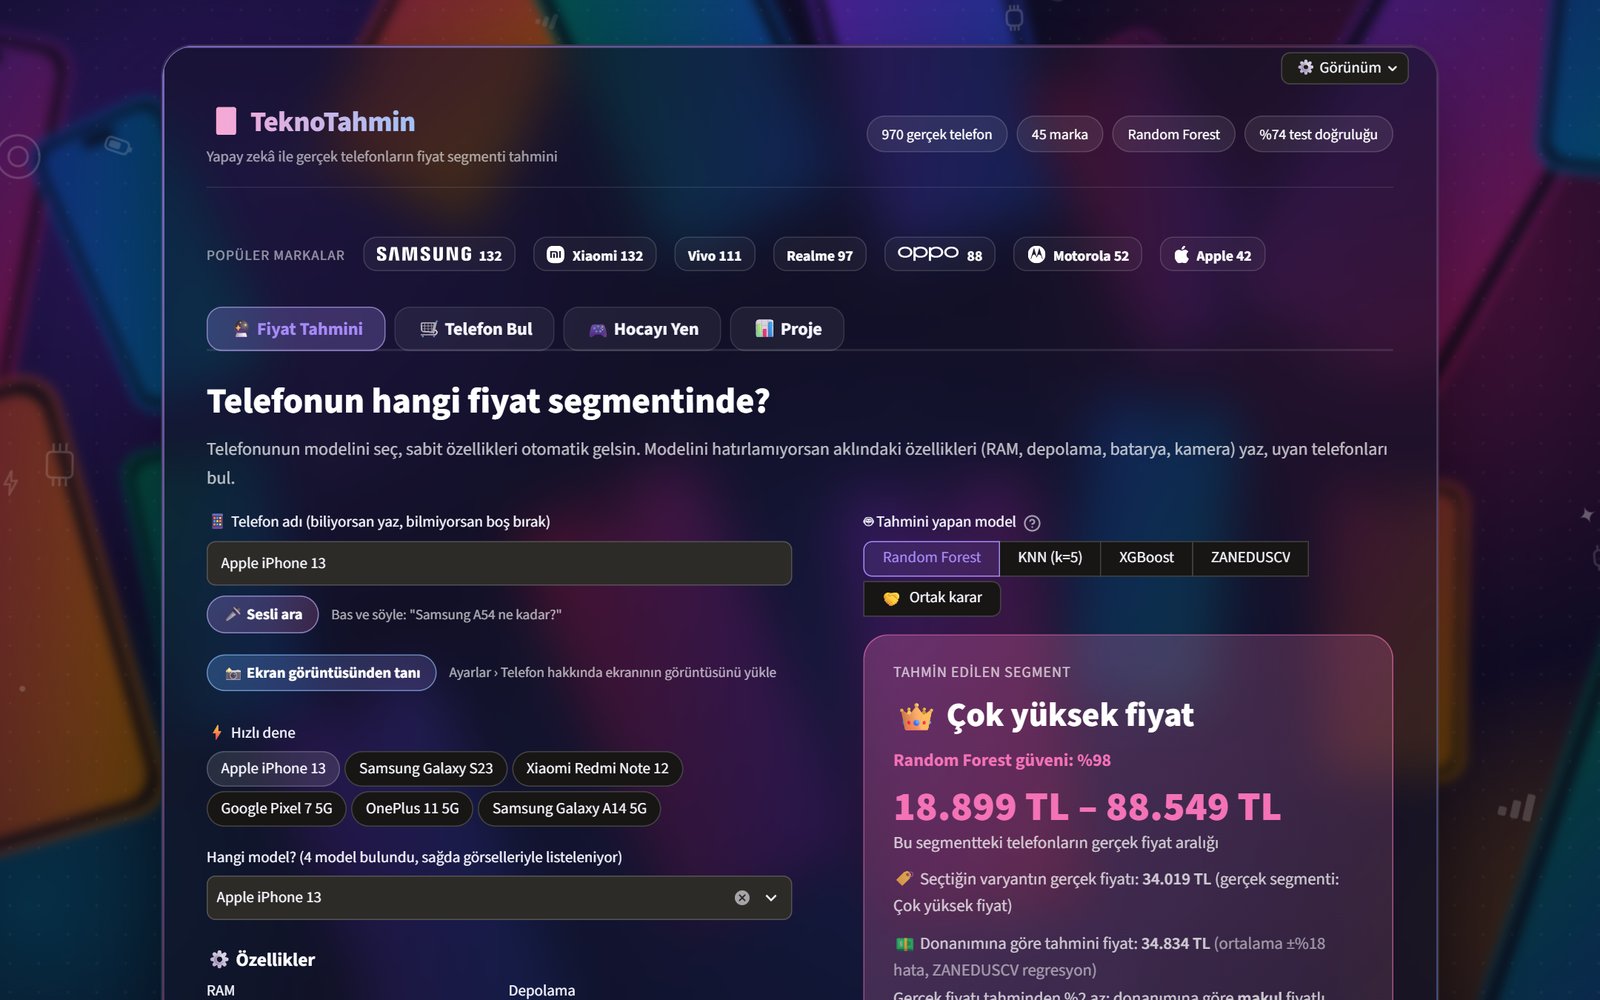 Görünüm
TeknoTahmin
Yapay zekâ ile gerçek telefonların fiyat segmenti tahmini
970 gerçek telefon
45 marka
Random Forest
%74 test doğruluğu
POPÜLER MARKALAR
SAMSUNG 132
Xiaomi 132
Vivo 111
Realme 97
oppo 88
Motorola 52
Apple 42
Fiyat Tahmini
Telefon Bul
Hocayı Yen
Proje
Telefonun hangi fiyat segmentinde?
Telefonunun modelini seç, sabit özellikleri otomatik gelsin. Modelini hatırlamıyorsan aklındaki özellikleri (RAM, depolama, batarya, kamera) yaz, uyan telefonları
bul.
Telefon adı (biliyorsan yaz, bilmiyorsan boş bırak)
Apple iPhone 13
Sesli ara
Bas ve söyle: "Samsung A54 ne kadar?"
Ekran görüntüsünden tanı
Ayarlar › Telefon hakkında ekranının görüntüsünü yükle
Hızlı dene
Apple iPhone 13
Samsung Galaxy S23
Xiaomi Redmi Note 12
Google Pixel 7 5G
OnePlus 11 5G
Samsung Galaxy A14 5G
Hangi model? (4 model bulundu, sağda görselleriyle listeleniyor)
Apple iPhone 13
Özellikler
RAM
Depolama
Tahmini yapan model
Random Forest
KNN (k=5)
XGBoost
ZANEDUSCV
Ortak karar
TAHMİN EDİLEN SEGMENT
Çok yüksek fiyat
Random Forest güveni: %98
18.899 TL – 88.549 TL
Bu segmentteki telefonların gerçek fiyat aralığı
Seçtiğin varyantın gerçek fiyatı: 34.019 TL (gerçek segmenti:
Çok yüksek fiyat)
Donanımına göre tahmini fiyat: 34.834 TL (ortalama ±%18
hata, ZANEDUSCV regresyon)
Gerçek fiyatı tahminden %2 az: donanımına göre makul fiyatlı